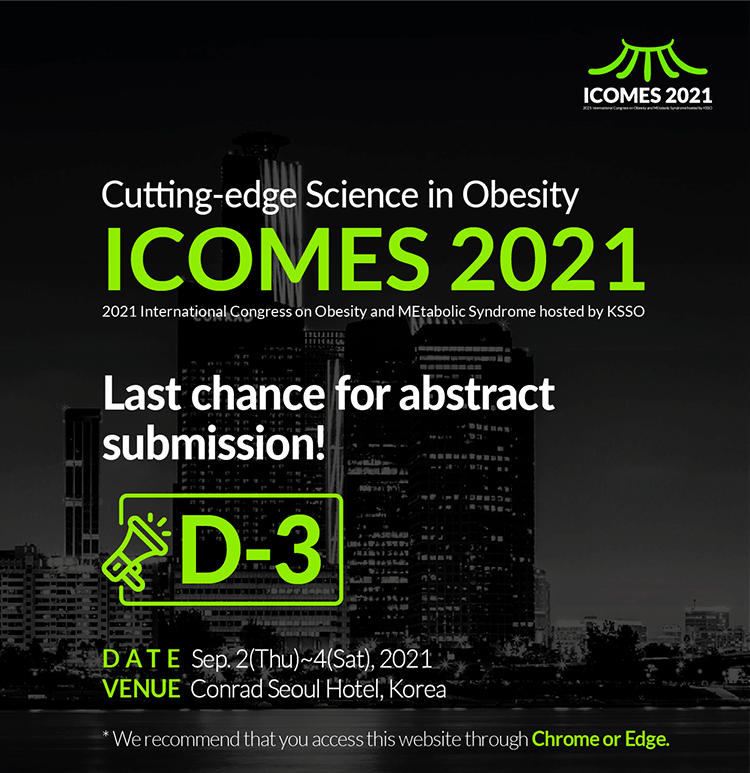 ICOMES 2021
2021 International Congress on Obesity and MEtabolic Syndrome hosted by KSSO
Cutting-edge Science in Obesity
ICOMES 2021
2021 International Congress on Obesity and MEtabolic Syndrome hosted by KSSO
CONRAD
Last chance for abstract
submission!
D-3
DATE Sep. 2(Thu)~4(Sat), 2021
VENUE Conrad Seoul Hotel, Korea
* We recommend that you access this website through Chrome or Edge.